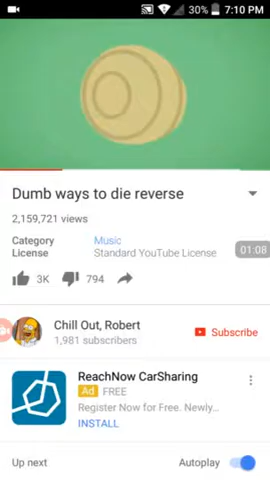 30% 7:10 PM
Dumb ways to die reverse
2,159,721 views
Category Music
License Standard YouTube License
01:08
3K 794
Chill Out, Robert
1,981 subscribers
Subscribe
ReachNow CarSharing
Ad FREE
Register Now for Free. Newly...
INSTALL
Up next Autoplay